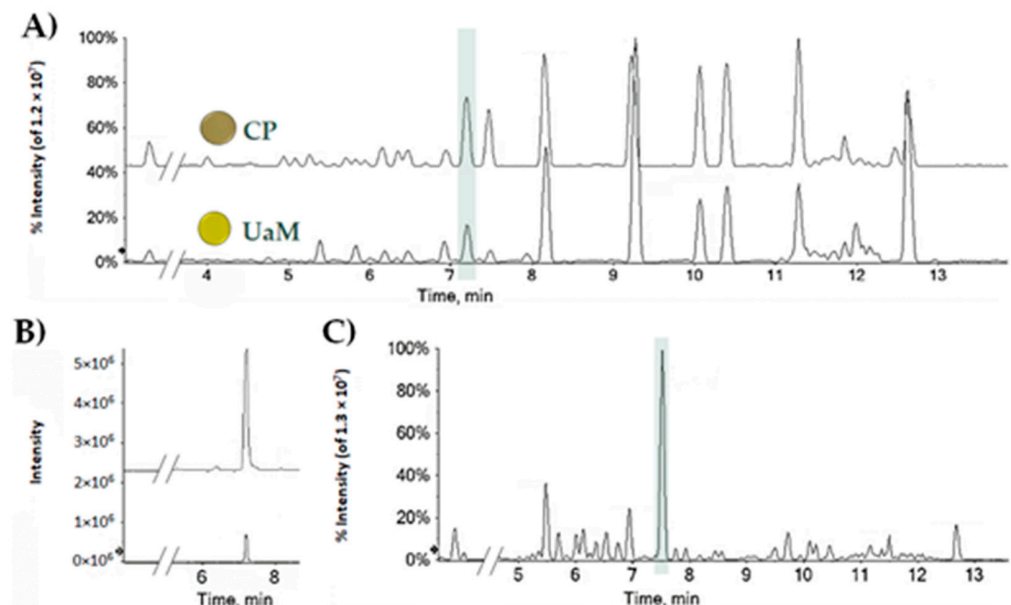 A)
% Intensity (of 1.2 × 10⁷)
100%
80%
60%
40%
20%
0%
CP
UaM
4 5 6 7 8 9 10 11 12 13
Time, min
B)
Intensity
5×10⁶
4×10⁶
3×10⁶
2×10⁶
1×10⁶
0×10⁶
6 8
Time, min
C)
% Intensity (of 1.3 × 10⁷)
100%
80%
60%
40%
20%
0%
5 6 7 8 9 10 11 12 13
Time, min